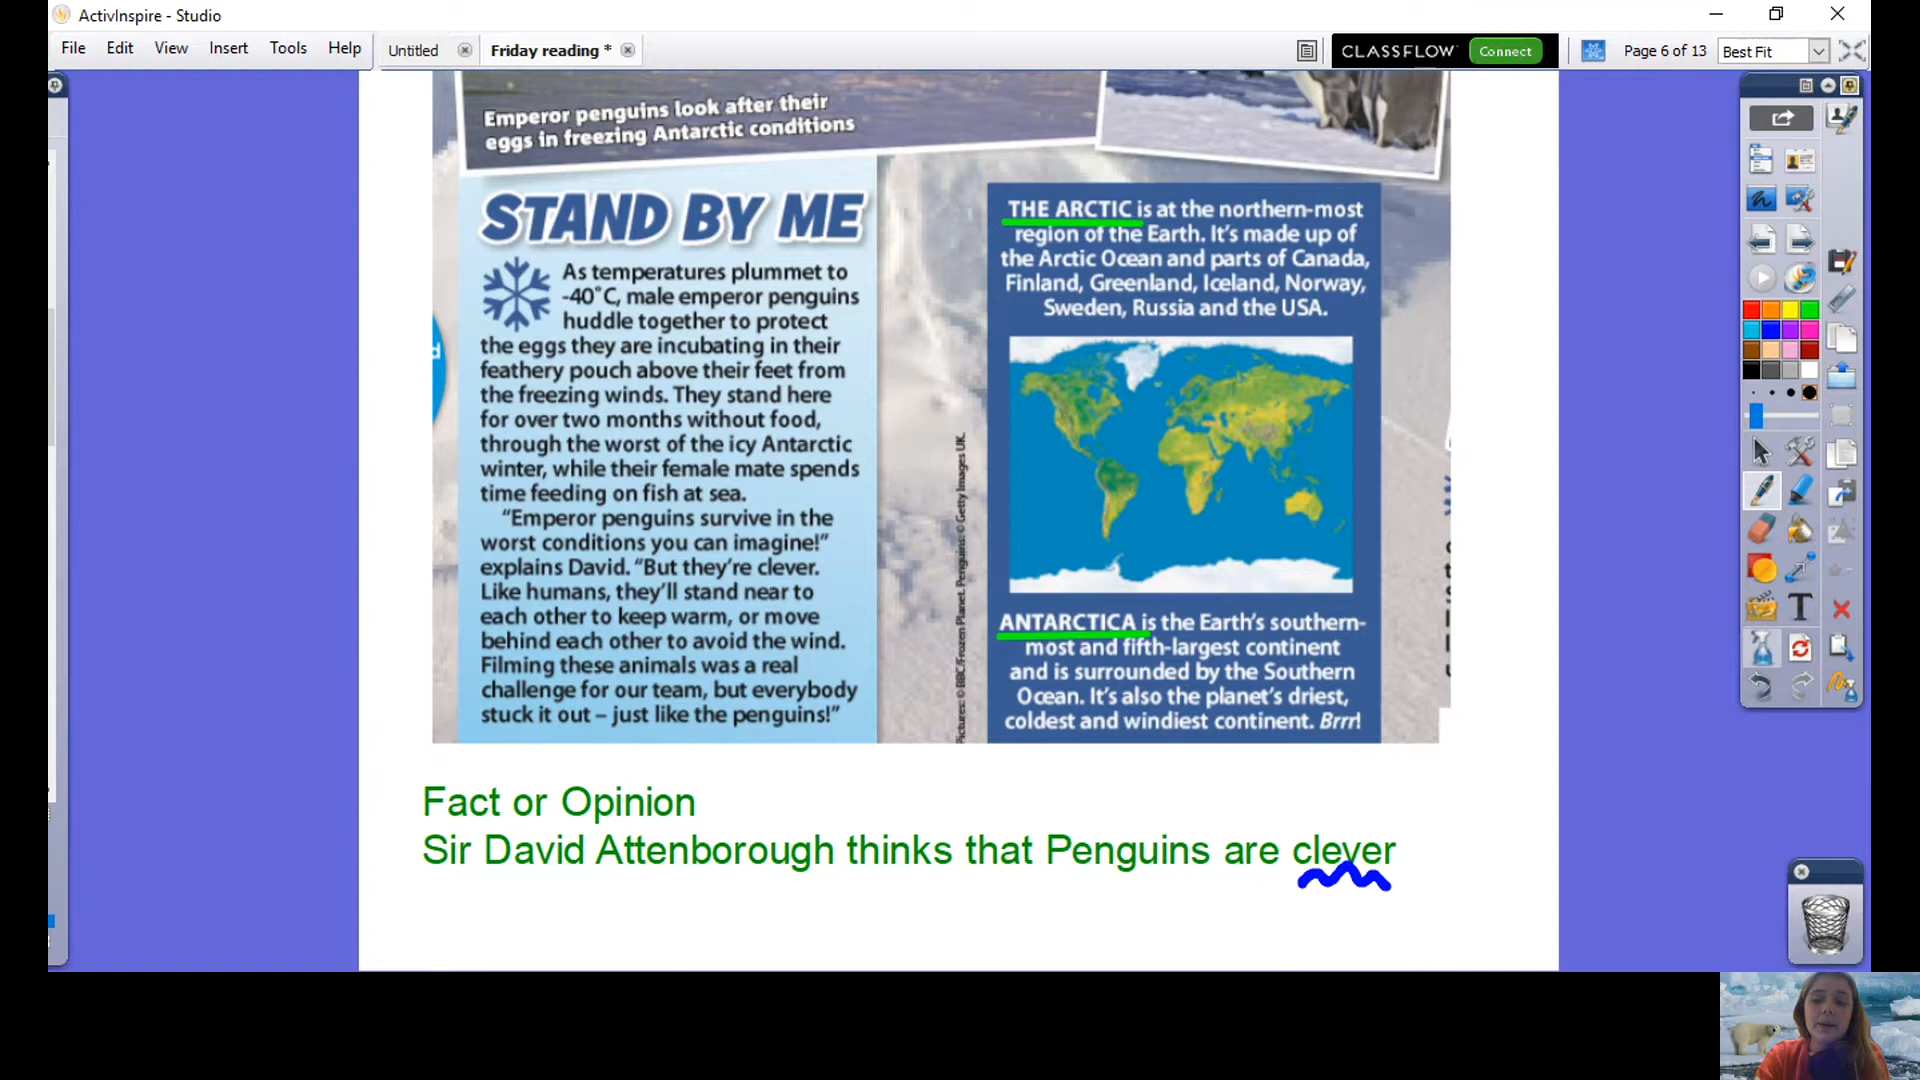 ActivInspire - Studio
File Edit View Insert Tools Help
Untitled
Friday reading *
CLASSFLOW Connect
Page 6 of 13
Best Fit
Emperor penguins look after their
eggs in freezing Antarctic conditions
STAND BY ME
As temperatures plummet to
-40°C, male emperor penguins
huddle together to protect
the eggs they are incubating in their
feathery pouch above their feet from
the freezing winds. They stand here
for over two months without food,
through the worst of the icy Antarctic
winter, while their female mate spends
time feeding on fish at sea.
“Emperor penguins survive in the
worst conditions you can imagine!”
explains David. “But they’re clever.
Like humans, they’ll stand near to
each other to keep warm, or move
behind each other to avoid the wind.
Filming these animals was a real
challenge for our team, but everybody
stuck it out – just like the penguins!”
Pictures: © BBC/Frozen Planet. Penguins: © Getty Images UK.
THE ARCTIC is at the northern-most
region of the Earth. It’s made up of
the Arctic Ocean and parts of Canada,
Finland, Greenland, Iceland, Norway,
Sweden, Russia and the USA.
ANTARCTICA is the Earth’s southern-
most and fifth-largest continent
and is surrounded by the Southern
Ocean. It’s also the planet’s driest,
coldest and windiest continent. Brrr!
Fact or Opinion
Sir David Attenborough thinks that Penguins are clever